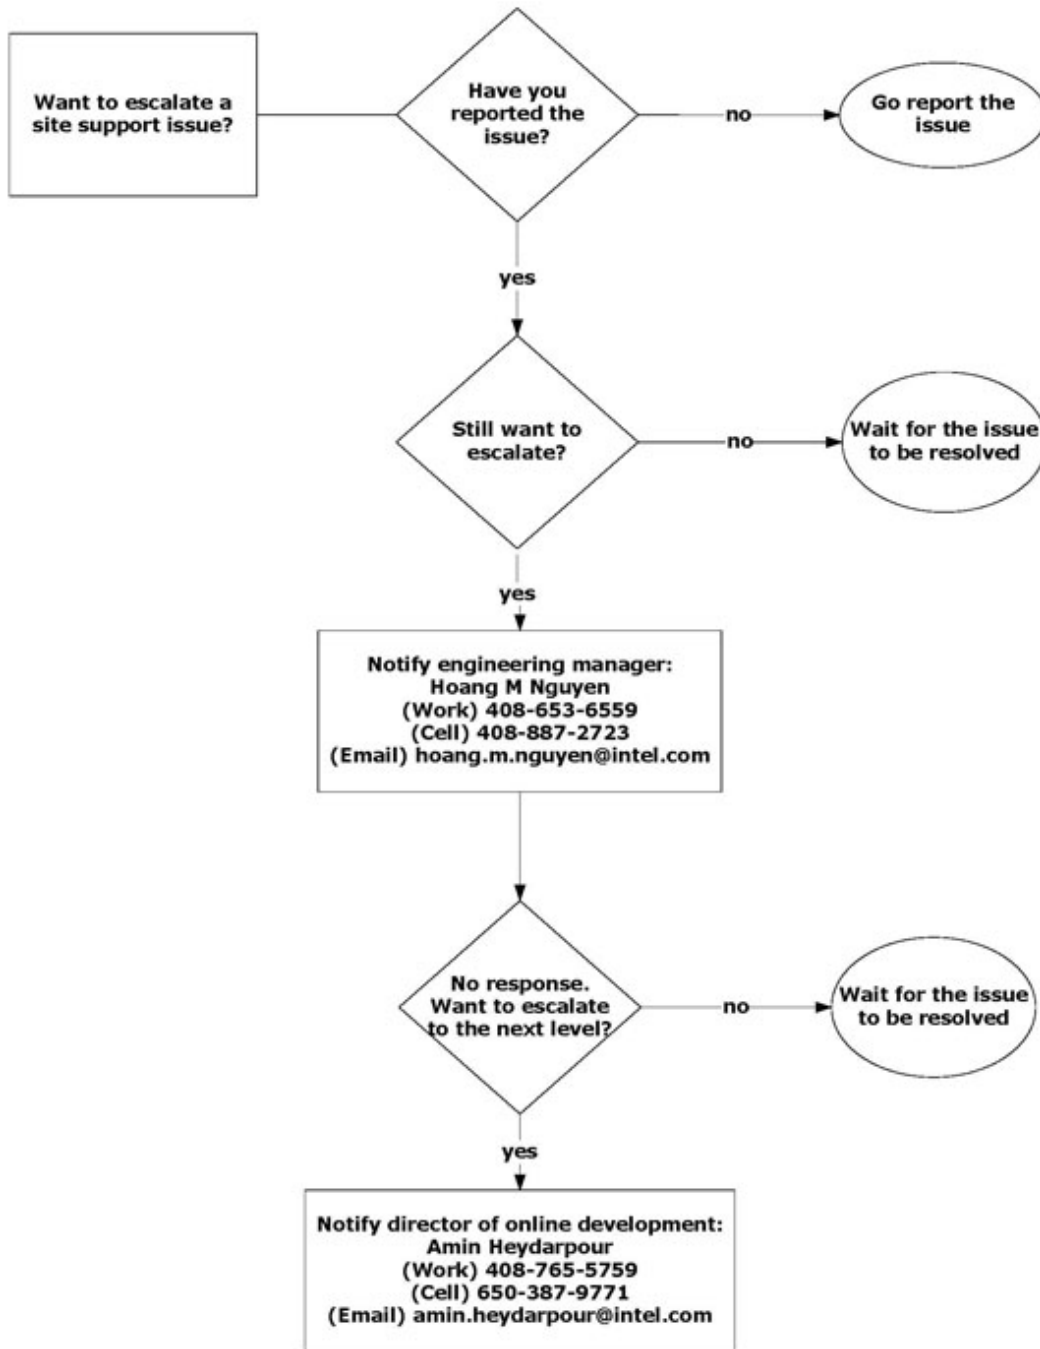 Want to escalate a
site support issue?
Have you
reported the
issue?
no
Go report the
issue
yes
Still want to
escalate?
no
Wait for the issue
to be resolved
yes
Notify engineering manager:
Hoang M Nguyen
(Work) 408-653-6559
(Cell) 408-887-2723
(Email) hoang.m.nguyen@intel.com
No response.
Want to escalate
to the next level?
no
Wait for the issue
to be resolved
yes
Notify director of online development:
Amin Heydarpour
(Work) 408-765-5759
(Cell) 650-387-9771
(Email) amin.heydarpour@intel.com